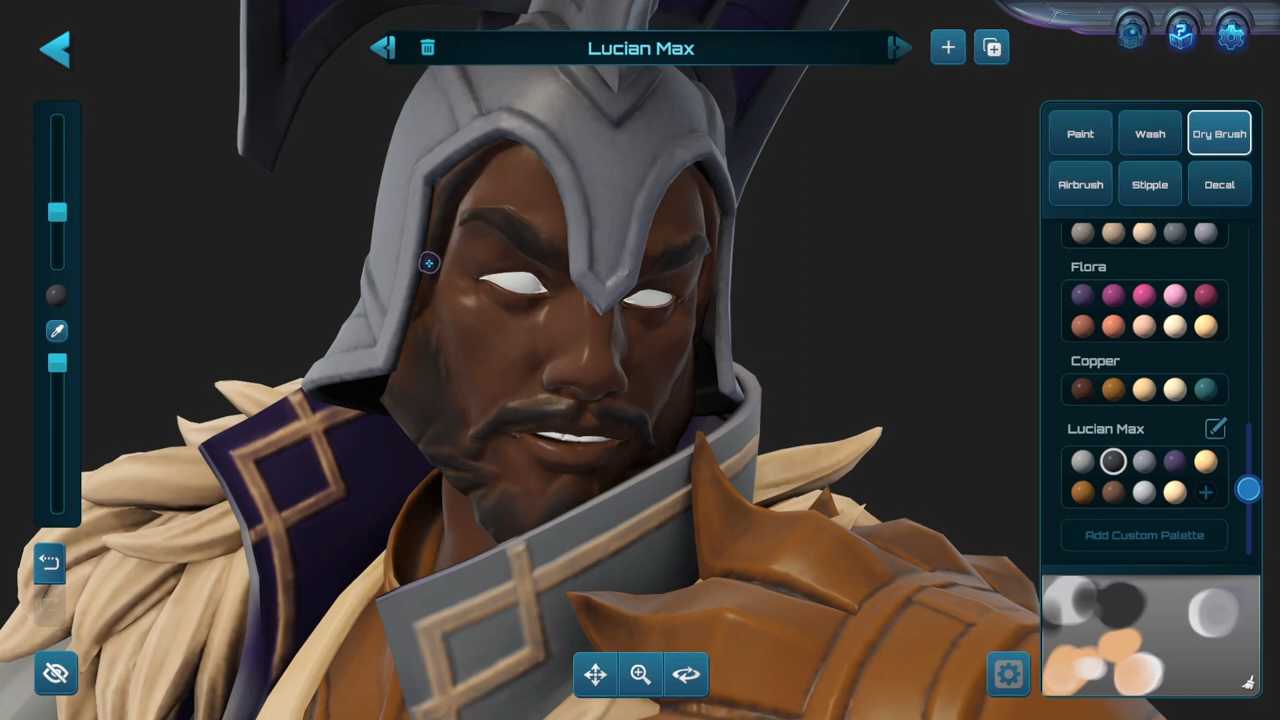 Lucian Max
Paint
Wash
Dry Brush
Airbrush
Stipple
Decal
Flora
Copper
Lucian Max
Add Custom Palette